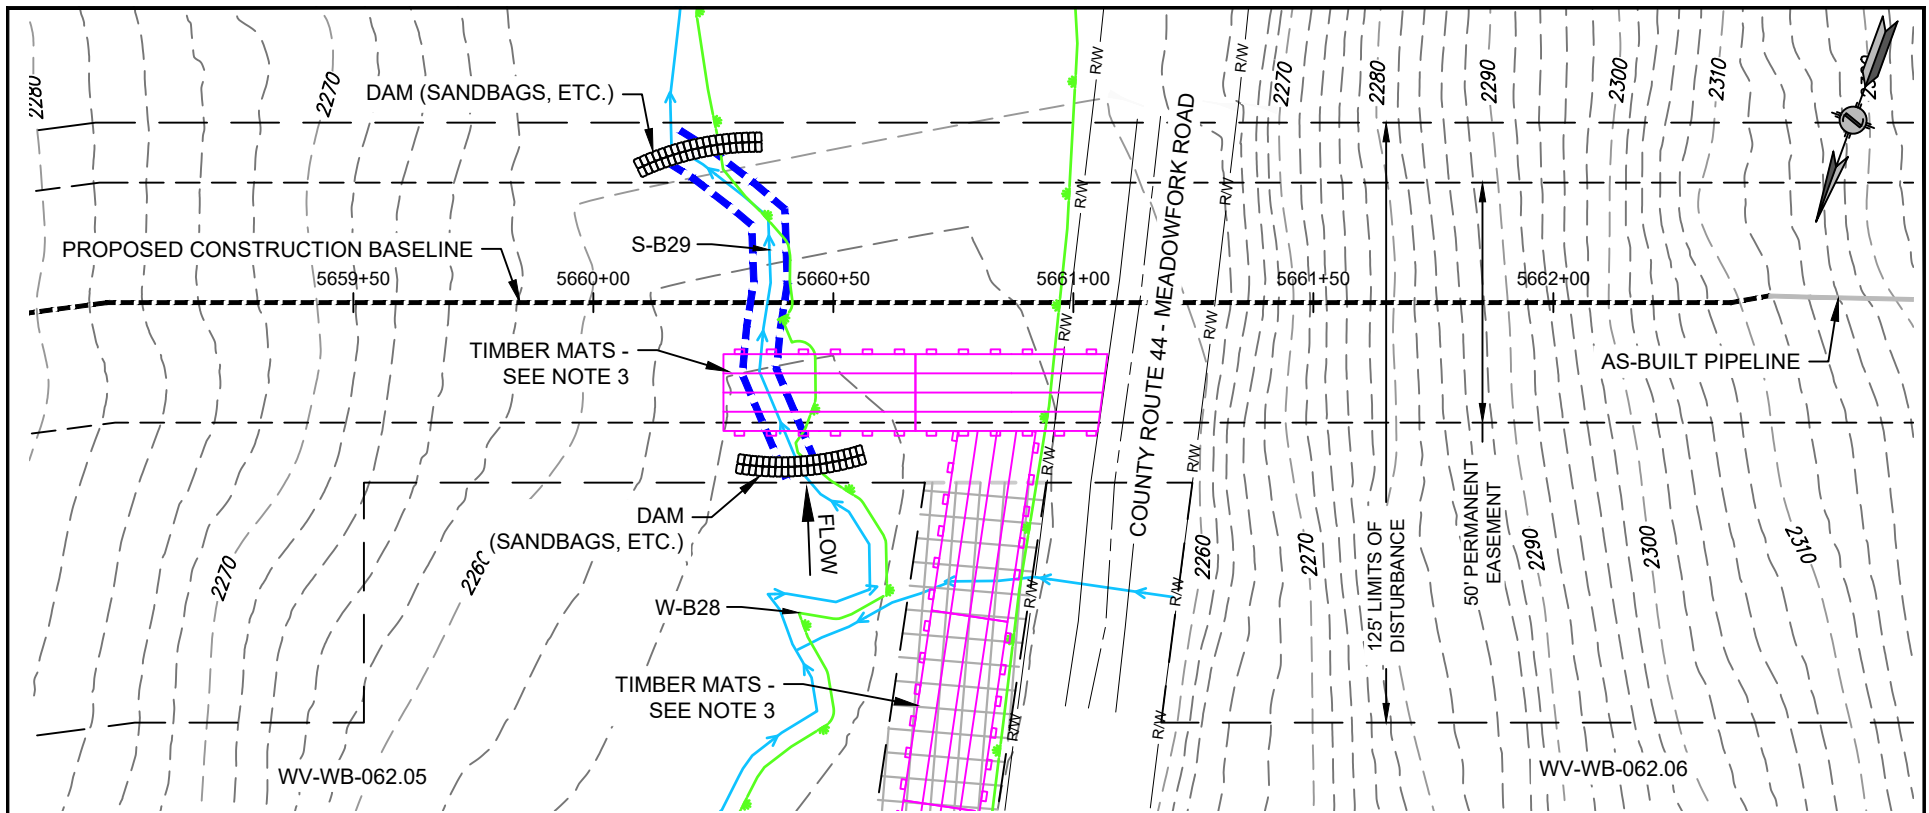 2280
2270
DAM (SANDBAGS, ETC.)
R/W
R/W
2270
2280
2290
2300
2310
2300
PROPOSED CONSTRUCTION BASELINE
S-B29
R/W
R/W
COUNTY ROUTE 44 - MEADOWFORK ROAD
5659+50
5660+00
5660+50
5661+00
5661+50
5662+00
R/W
R/W
TIMBER MATS -
SEE NOTE 3
AS-BUILT PIPELINE
R/W
R/W
125' LIMITS OF
DISTURBANCE
50' PERMANENT
EASEMENT
DAM
(SANDBAGS, ETC.)
FLOW
2270
2260
2260
2270
2290
2300
2310
W-B28
R/W
R/W
TIMBER MATS -
SEE NOTE 3
R/W
R/W
WV-WB-062.05
WV-WB-062.06